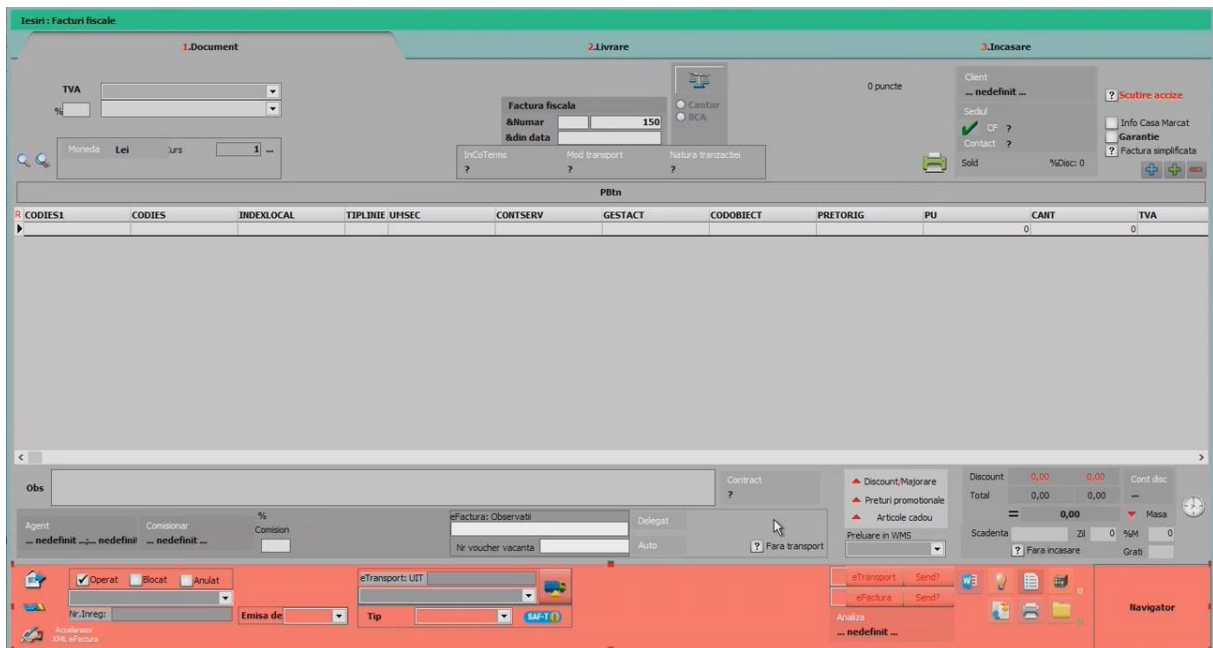 Iesiri : Facturi fiscale
1.Document
2.Livrare
3.Incasare
TVA
%
Moneda Lei urs 1 ...
Factura fiscala
&Numar 150
&din data
Cantar
BCA
InCoTerms Mod transport Natura tranzactiei
? ? ?
0 puncte
Client
... nedefinit ...
Sediul
CF ?
Contact ?
Sold %Disc: 0
? Scutire accize
Info Casa Marcat
Garantie
? Factura simplificata
PBtn
R CODIES1 CODIES INDEXLOCAL TIPLINIE UMSEC CONTSERV GESTACT CODOBIECT PRETORIG PU CANT TVA
0 0
Obs
Contract
?
Agent Comisionar % Comision
... nedefinit ...;... nedefinit ... nedefinit ...
eFactura: Observatii
Nr voucher vacanta
Delegat
Auto
? Fara transport
Discount/Majorare
Preturi promotionale
Articole cadou
Preluare in WMS
Discount 0,00 0,00 Cont disc
Total 0,00 0,00 ...
= 0,00 Masa
Scadenta Zil 0 %M 0
? Fara incasare Grati
Operat Blocat Anulat
Nr.Inreg:
Accelerator
XML eFactura
Emisa de
eTransport: UIT
Tip
SAF-T
eTransport Send?
eFactura Send?
Analiza
... nedefinit ...
0
0
Navigator